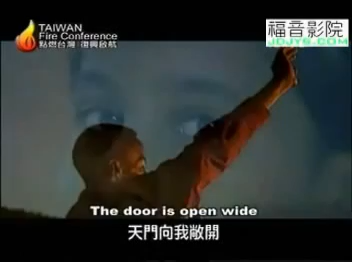 TAIWAN
Fire Conference
點燃台灣 復興啟航
福音影院
JDJYS.COM
The door is open wide
天門向我敞開